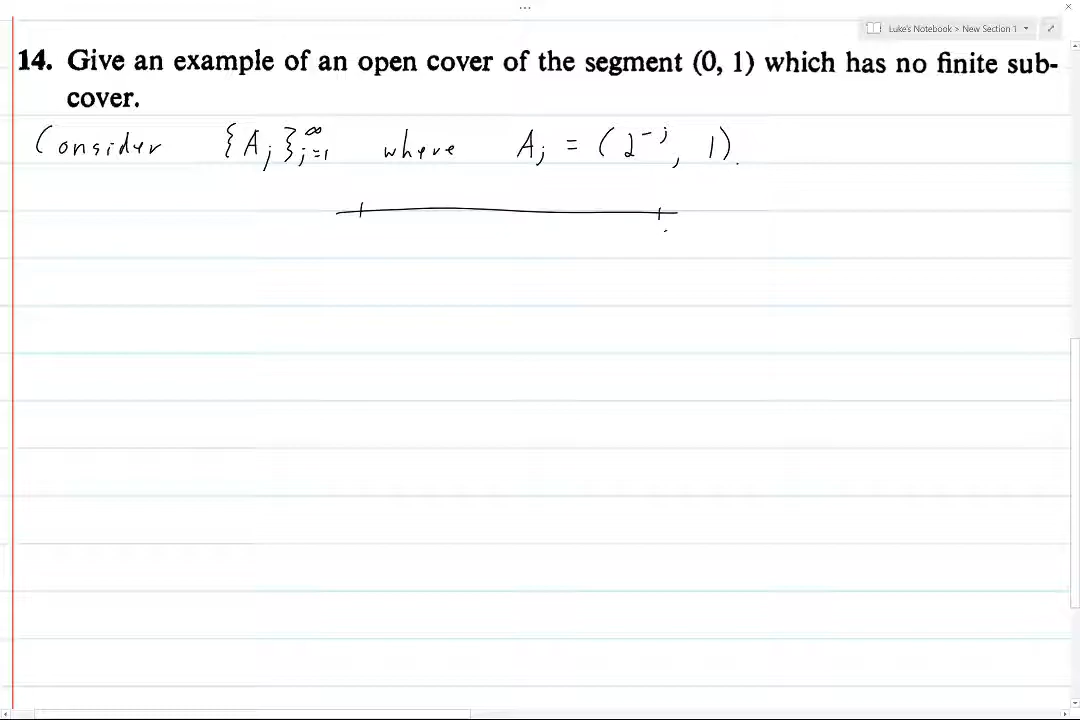 Luke's Notebook > New Section 1
14. Give an example of an open cover of the segment (0, 1) which has no finite sub-
cover.
Consider {A_j}_{j=1}^∞ where A_j = (2^{-j}, 1).